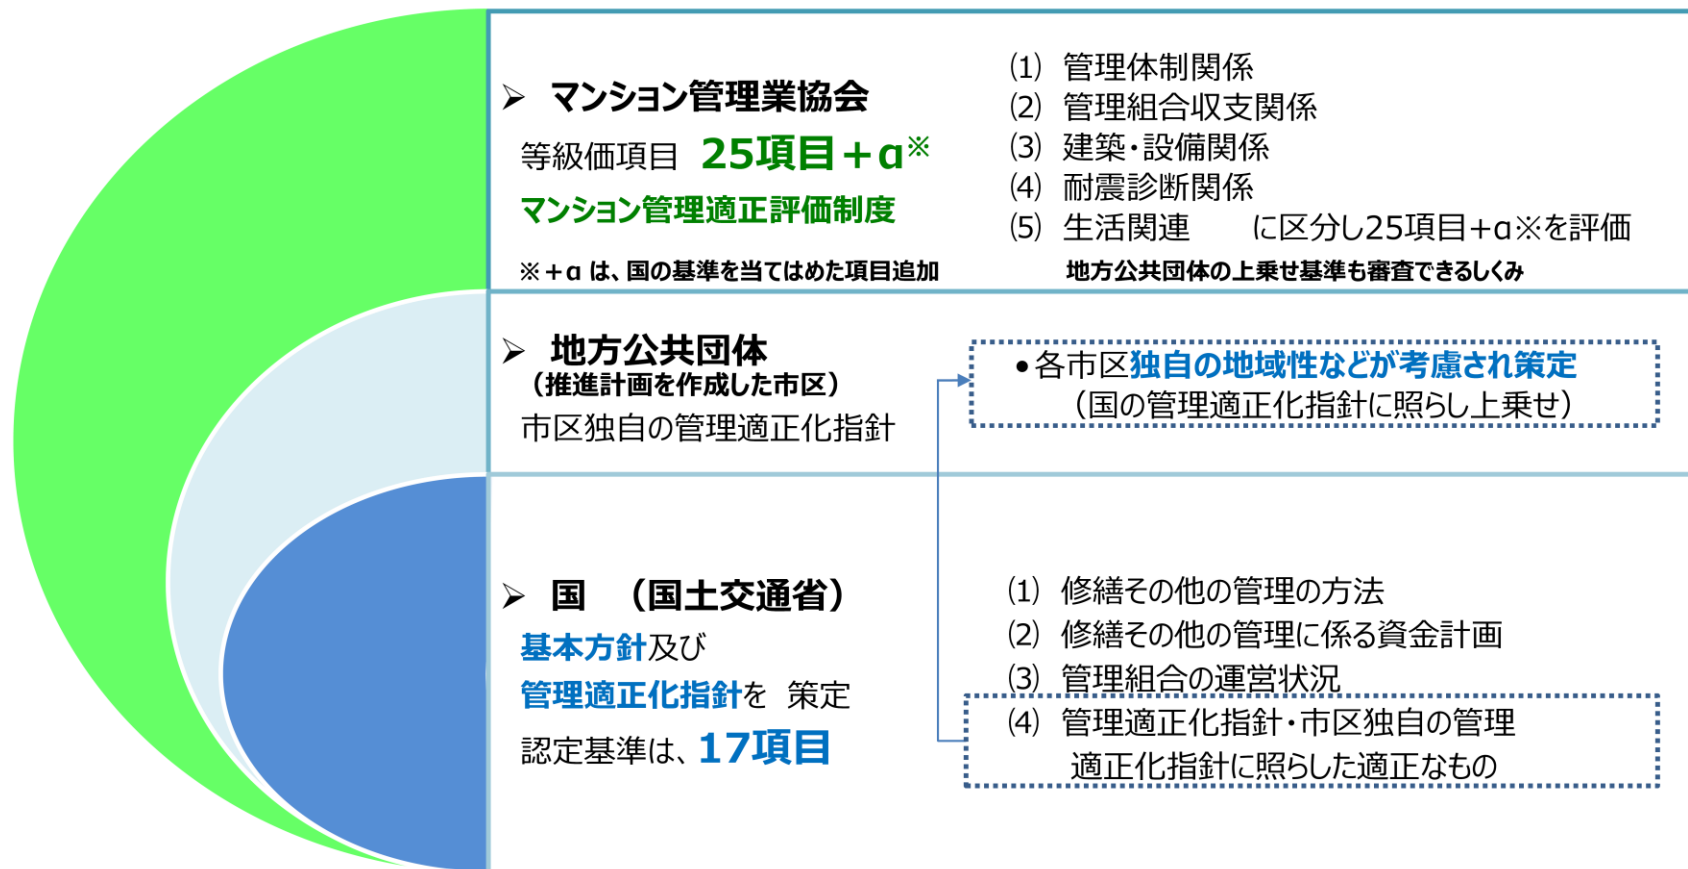 ➢ マンション管理業協会
等級価項目 25項目+α※
マンション管理適正評価制度
※+α は、国の基準を当てはめた項目追加
⑴ 管理体制関係
⑵ 管理組合収支関係
⑶ 建築・設備関係
⑷ 耐震診断関係
⑸ 生活関連 に区分し25項目+α※を評価
地方公共団体の上乗せ基準も審査できるしくみ
➢ 地方公共団体
（推進計画を作成した市区）
市区独自の管理適正化指針
•各市区独自の地域性などが考慮され策定
（国の管理適正化指針に照らし上乗せ）
➢ 国 （国土交通省）
基本方針及び
管理適正化指針を 策定
認定基準は、17項目
⑴ 修繕その他の管理の方法
⑵ 修繕その他の管理に係る資金計画
⑶ 管理組合の運営状況
⑷ 管理適正化指針・市区独自の管理
適正化指針に照らした適正なもの